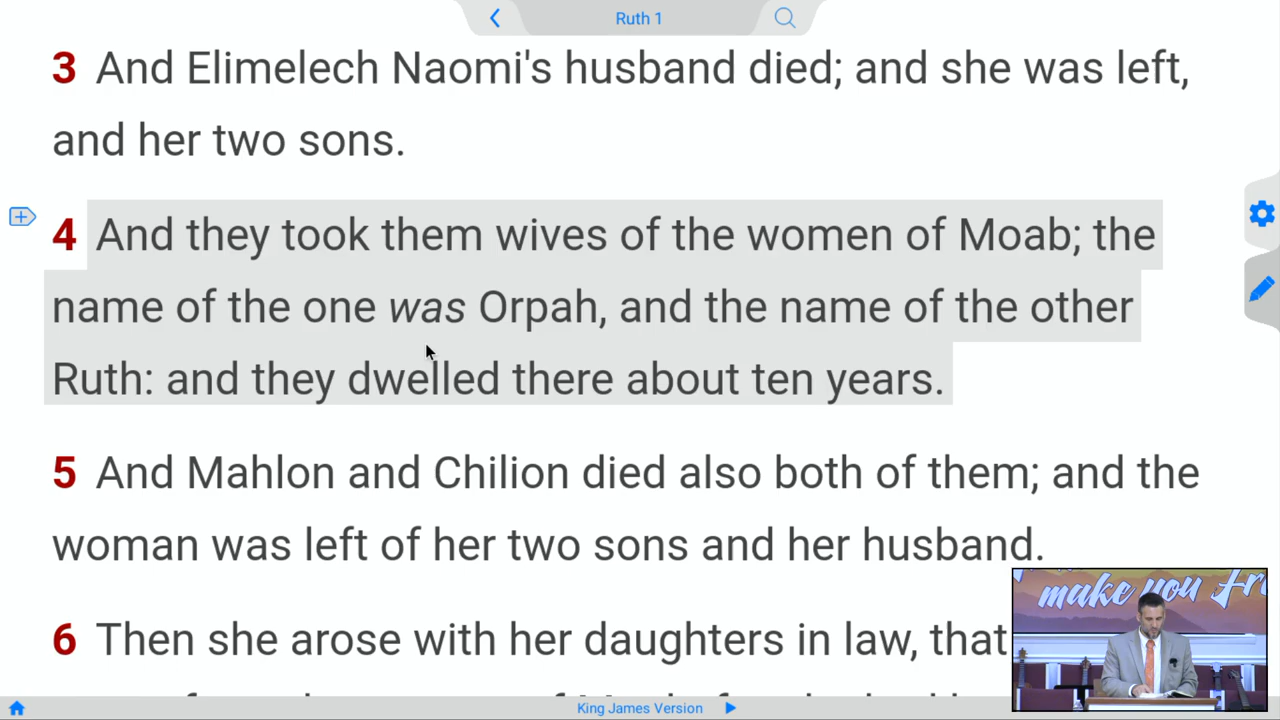 Ruth 1
3 And Elimelech Naomi's husband died; and she was left,
and her two sons.
4 And they took them wives of the women of Moab; the
name of the one was Orpah, and the name of the other
Ruth: and they dwelled there about ten years.
5 And Mahlon and Chilion died also both of them; and the
woman was left of her two sons and her husband.
6 Then she arose with her daughters in law, that
make you
King James Version